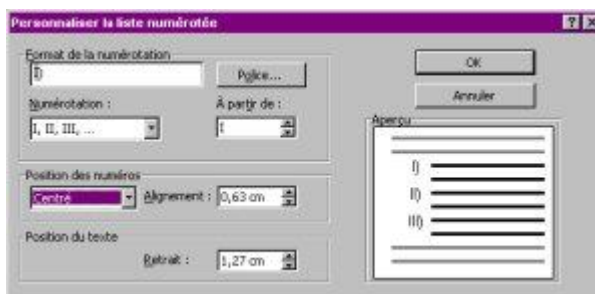 Personnaliser la liste numérotée
Format de la numérotation
I)
Police...
Numérotation :
À partir de :
I, II, III, ...
I
Position des numéros
Centré
Alignement :
0,63 cm
Position du texte
Retrait :
1,27 cm
OK
Annuler
Aperçu
I)
II)
III)